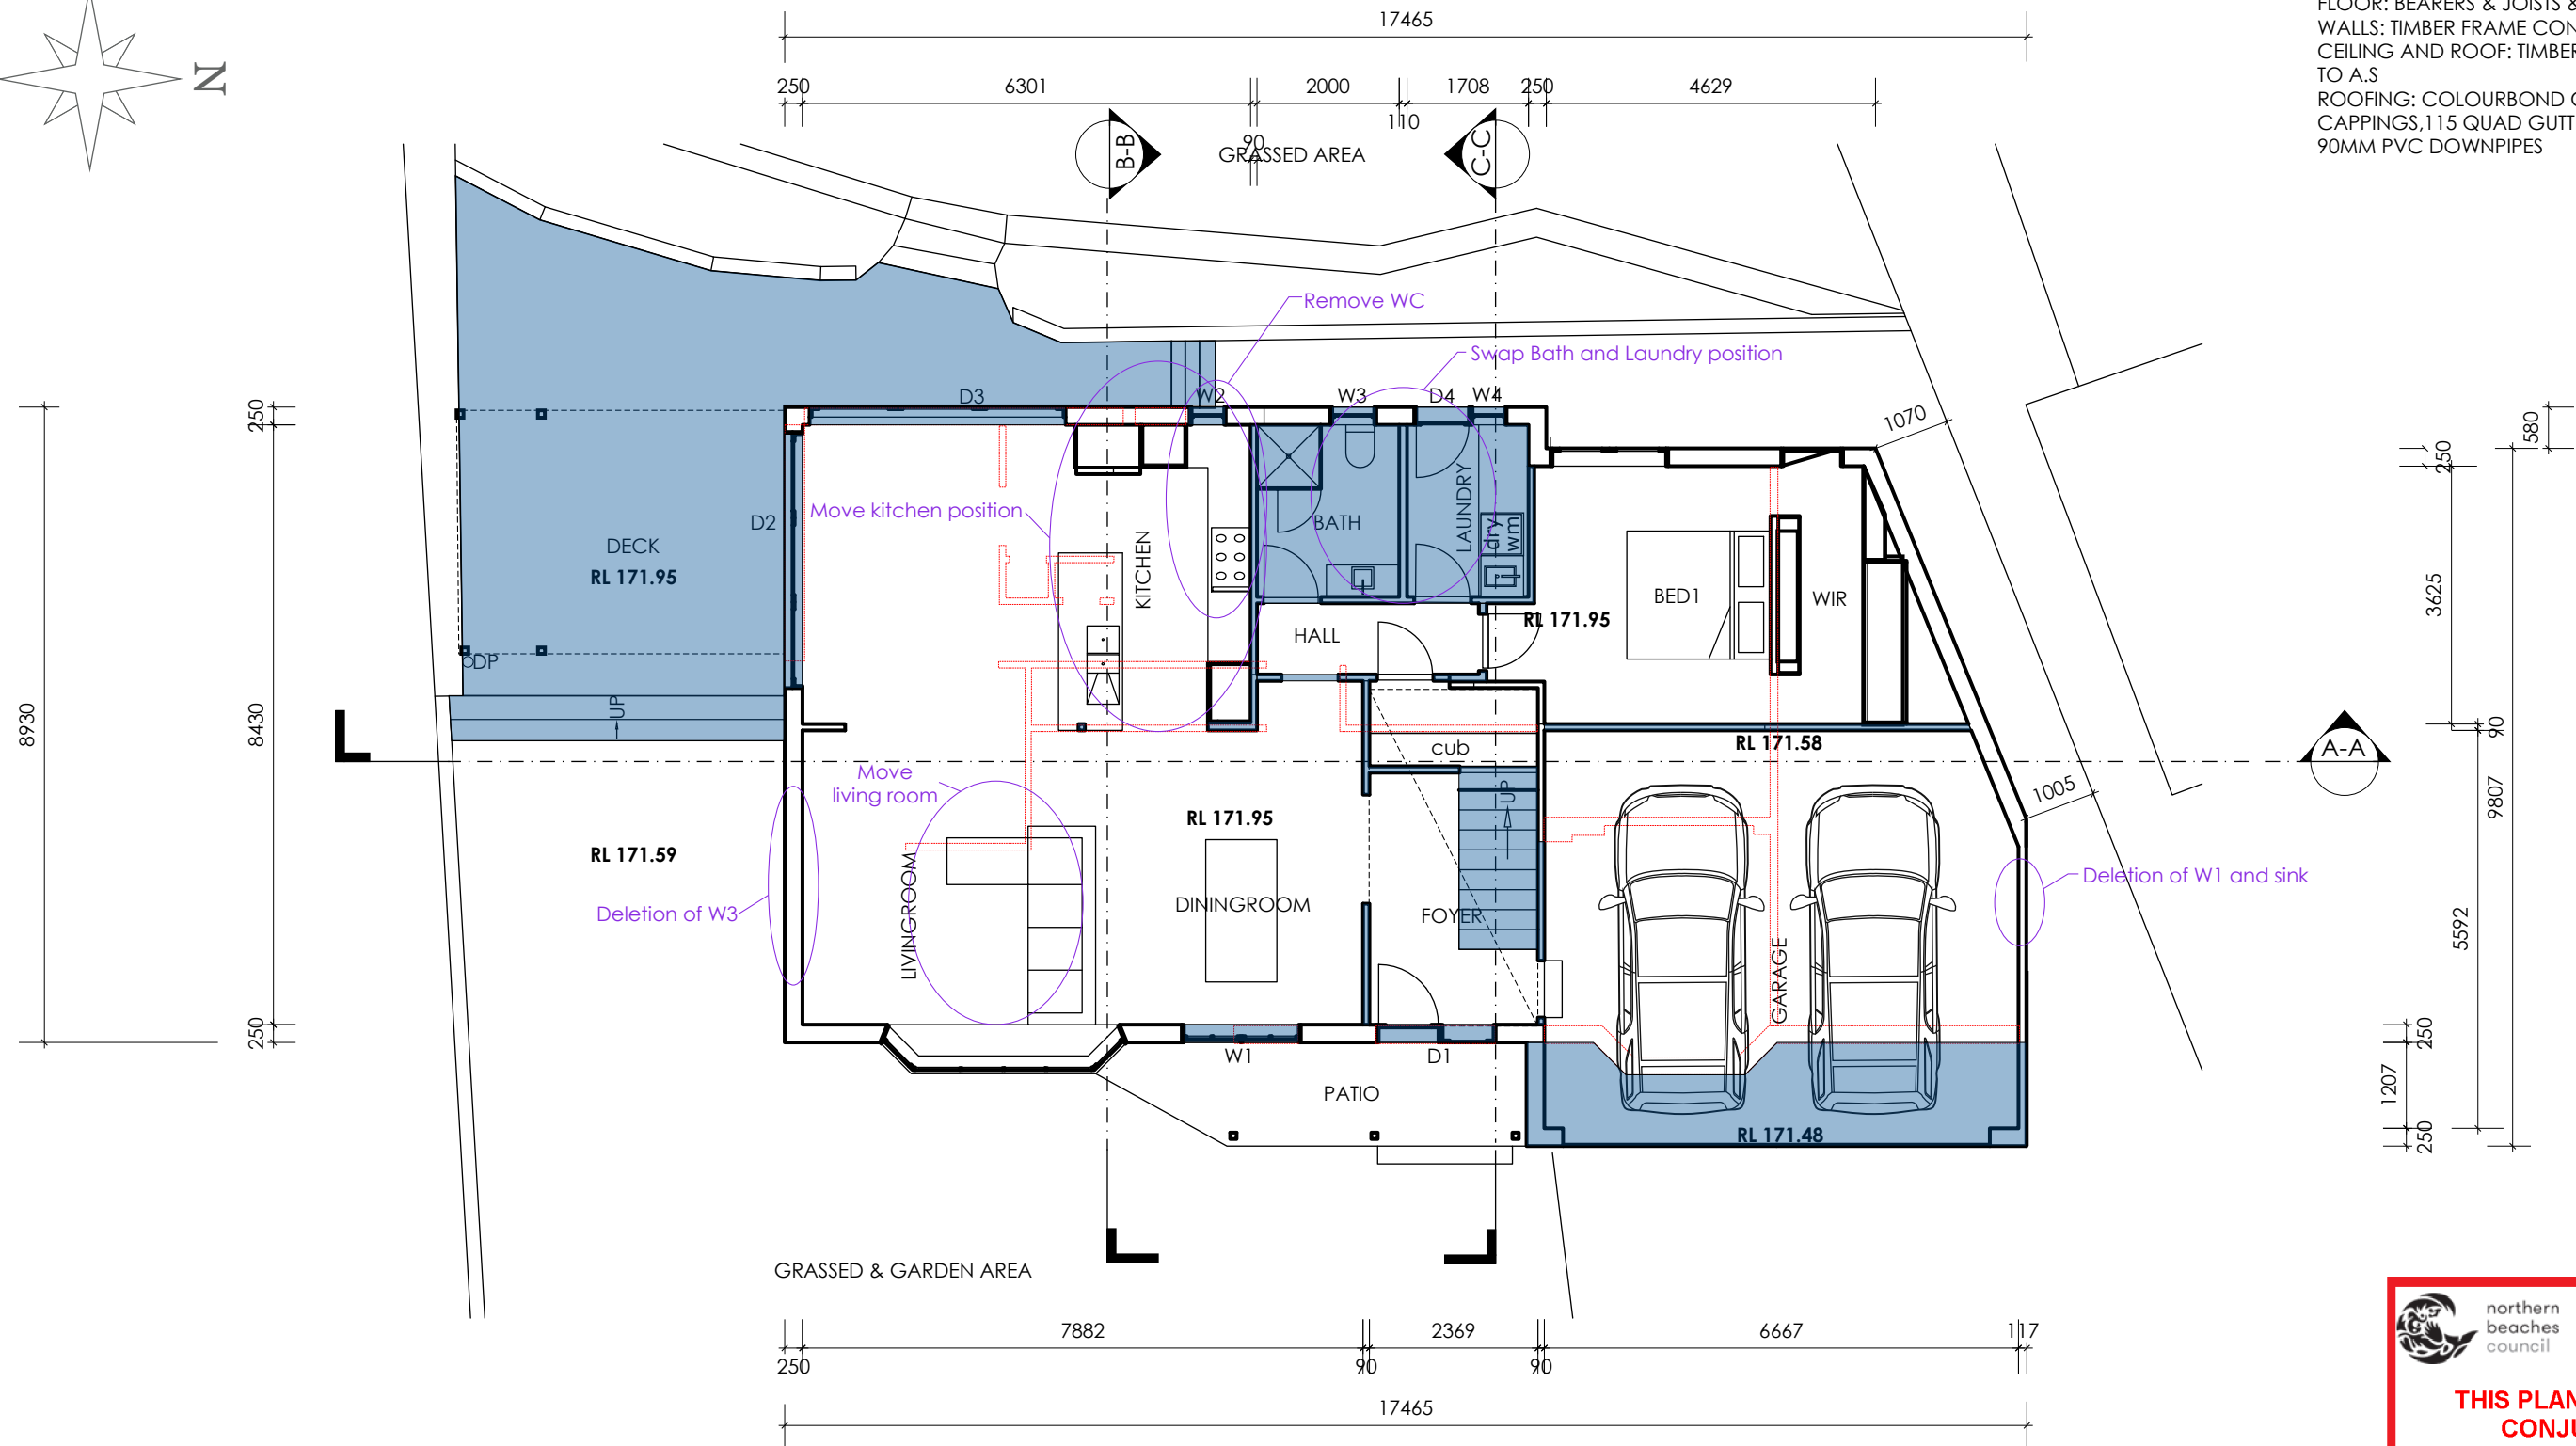 17465
FLOOR: BEARERS & JOISTS &
WALLS: TIMBER FRAME CON
CEILING AND ROOF: TIMBER
TO A.S
ROOFING: COLOURBOND
CAPPINGS,115 QUAD GUTT
90MM PVC DOWNPIPES
N
250 6301 2000 1708 250 4629
110
90
B-B
GRASSED AREA
C-C
Remove WC
Swap Bath and Laundry position
D3 W2 W3 D4 W4
1070
580
250
250
D2
Move kitchen position
BATH
LAUNDRY
dry
wm
KITCHEN
DECK
RL 171.95
BED1
WIR
3625
RL 171.95
HALL
DP
UP
8930
8430
cub
RL 171.58
90
A-A
Move
living room
UP
1005
9807
RL 171.95
RL 171.59
Deletion of W1 and sink
LIVINGROOM
DININGROOM
FOYER
Deletion of W3
GARAGE
5592
250
W1
D1
250
PATIO
1207
RL 171.48
250
GRASSED & GARDEN AREA
7882 2369 6667 117
250 90 90
17465
northern
beaches
council
THIS PLAN